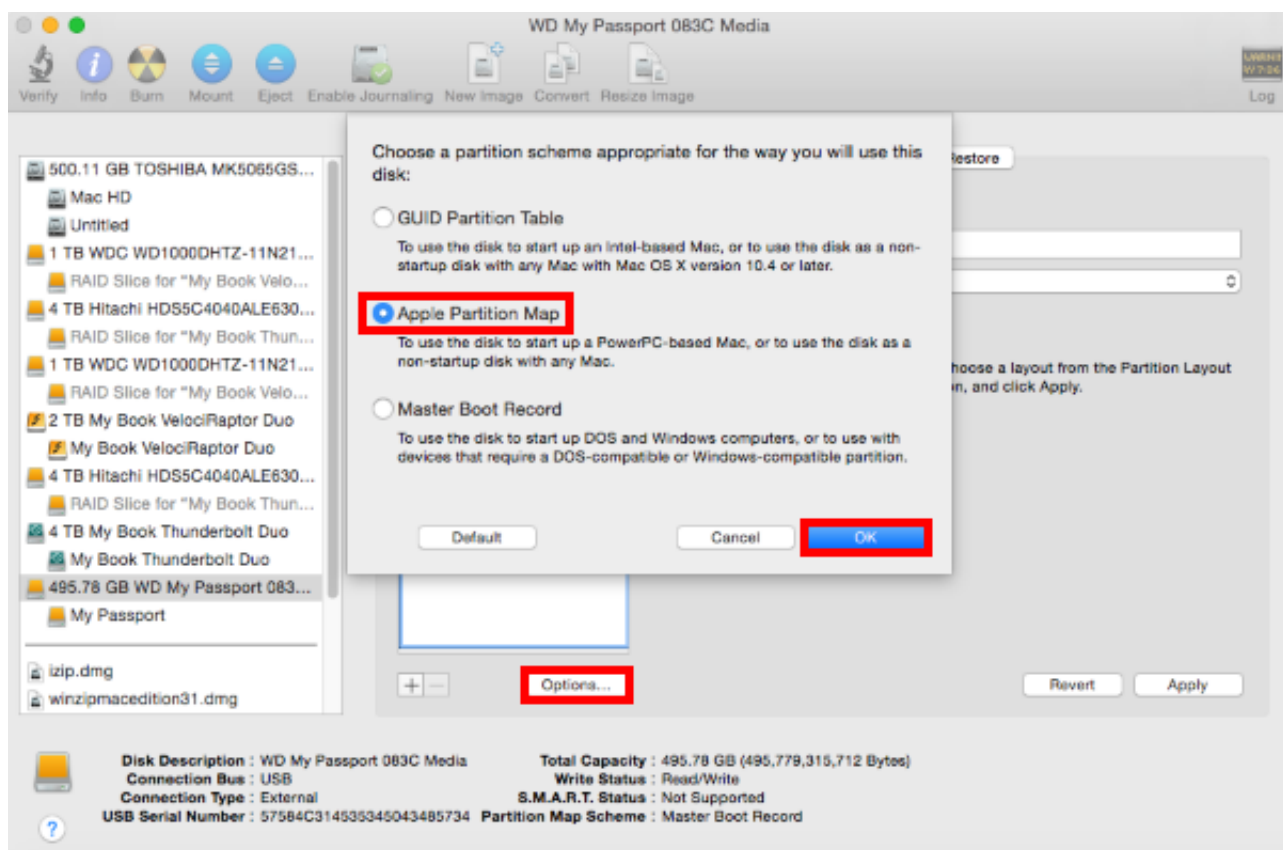 WD My Passport 083C Media
Verify Info Burn Mount Eject Enable Journaling New Image Convert Resize Image Log
Choose a partition scheme appropriate for the way you will use this
disk:
GUID Partition Table
To use the disk to start up an Intel-based Mac, or to use the disk as a non-
startup disk with any Mac with Mac OS X version 10.4 or later.
Apple Partition Map
To use the disk to start up a PowerPC-based Mac, or to use the disk as a
non-startup disk with any Mac.
Master Boot Record
To use the disk to start up DOS and Windows computers, or to use with
devices that require a DOS-compatible or Windows-compatible partition.
Default Cancel OK
500.11 GB TOSHIBA MK5065GS...
Mac HD
Untitled
1 TB WDC WD1000DHTZ-11N21...
RAID Slice for "My Book Velo...
4 TB Hitachi HDS5C4040ALE630...
RAID Slice for "My Book Thun...
1 TB WDC WD1000DHTZ-11N21...
RAID Slice for "My Book Velo...
2 TB My Book VelociRaptor Duo
My Book VelociRaptor Duo
4 TB Hitachi HDS5C4040ALE630...
RAID Slice for "My Book Thun...
4 TB My Book Thunderbolt Duo
My Book Thunderbolt Duo
495.78 GB WD My Passport 083...
My Passport
izip.dmg
winzipmacedition31.dmg
estore
hoose a layout from the Partition Layout
n, and click Apply.
+ − Options... Revert Apply
Disk Description : WD My Passport 083C Media
Connection Bus : USB
Connection Type : External
USB Serial Number : 57584C314535345043485734
Total Capacity : 495.78 GB (495,779,315,712 Bytes)
Write Status : Read/Write
S.M.A.R.T. Status : Not Supported
Partition Map Scheme : Master Boot Record
?